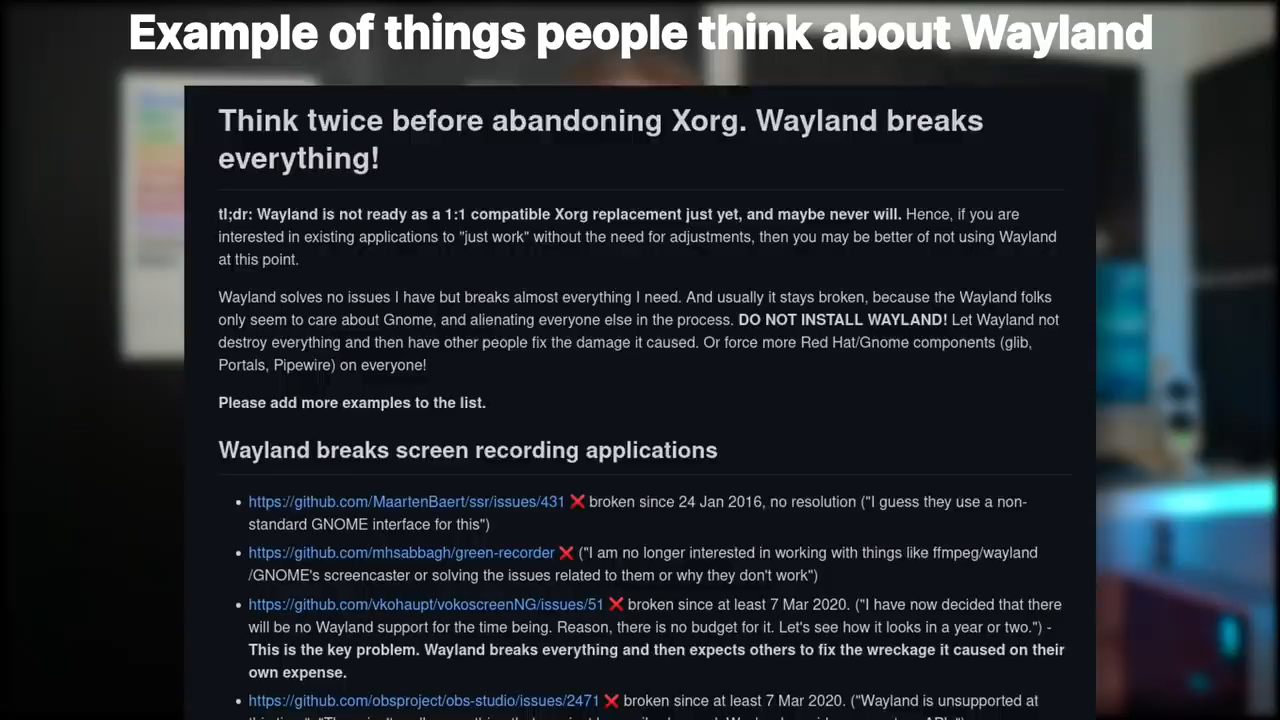 Example of things people think about Wayland
Think twice before abandoning Xorg. Wayland breaks
everything!
tl;dr: Wayland is not ready as a 1:1 compatible Xorg replacement just yet, and maybe never will. Hence, if you are
interested in existing applications to "just work" without the need for adjustments, then you may be better of not using Wayland
at this point.
Wayland solves no issues I have but breaks almost everything I need. And usually it stays broken, because the Wayland folks
only seem to care about Gnome, and alienating everyone else in the process. DO NOT INSTALL WAYLAND! Let Wayland not
destroy everything and then have other people fix the damage it caused. Or force more Red Hat/Gnome components (glib,
Portals, Pipewire) on everyone!
Please add more examples to the list.
Wayland breaks screen recording applications
• https://github.com/MaartenBaert/ssr/issues/431 ❌ broken since 24 Jan 2016, no resolution ("I guess they use a non-
standard GNOME interface for this")
• https://github.com/mhsabbagh/green-recorder ❌ ("I am no longer interested in working with things like ffmpeg/wayland
/GNOME's screencaster or solving the issues related to them or why they don't work")
• https://github.com/vkohaupt/vokoscreenNG/issues/51 ❌ broken since at least 7 Mar 2020. ("I have now decided that there
will be no Wayland support for the time being. Reason, there is no budget for it. Let's see how it looks in a year or two.") -
This is the key problem. Wayland breaks everything and then expects others to fix the wreckage it caused on their
own expense.
• https://github.com/obsproject/obs-studio/issues/2471 ❌ broken since at least 7 Mar 2020. ("Wayland is unsupported at